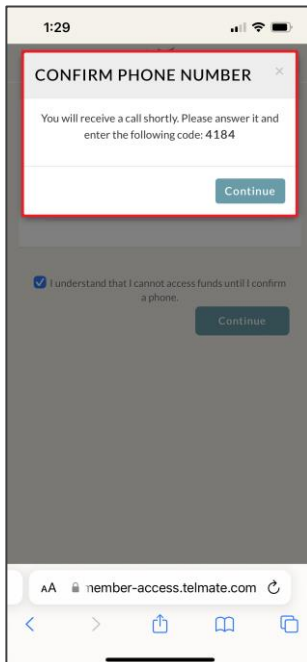 1:29
CONFIRM PHONE NUMBER ×
You will receive a call shortly. Please answer it and
enter the following code: 4184
Continue
I understand that I cannot access funds until I confirm
a phone.
Continue
AA member-access.telmate.com